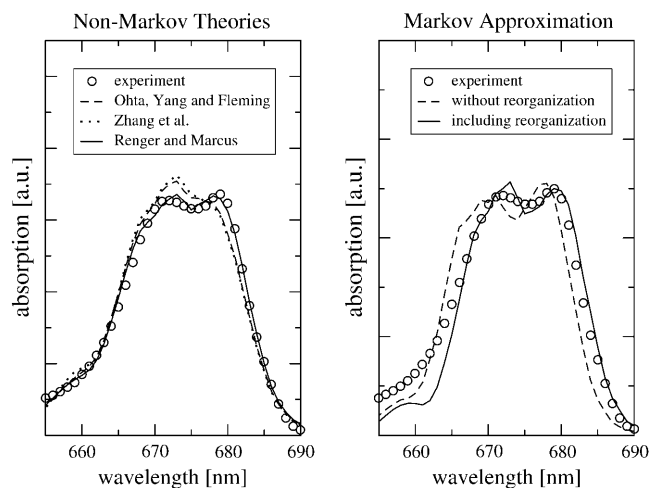 Non-Markov Theories
experiment
Ohta, Yang and Fleming
Zhang et al.
Renger and Marcus
absorption [a.u.]
660 670 680 690
wavelength [nm]
Markov Approximation
experiment
without reorganization
including reorganization
absorption [a.u.]
660 670 680 690
wavelength [nm]